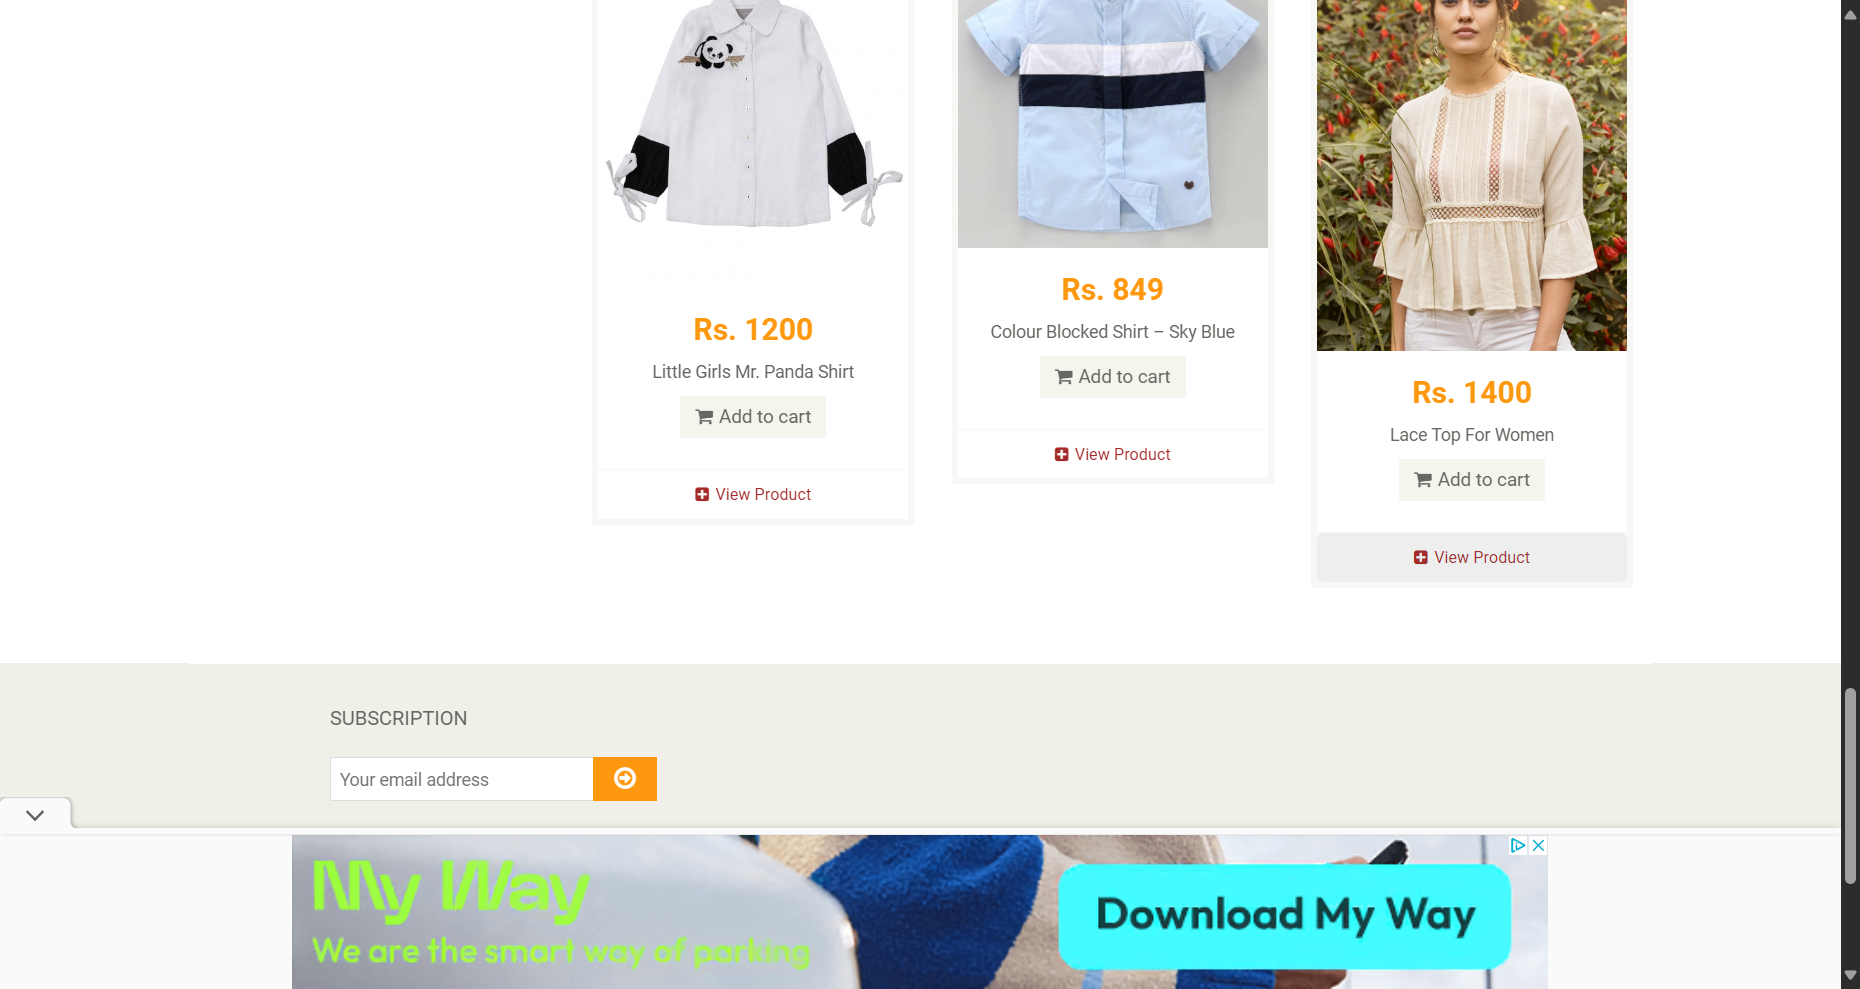 Rs. 1200
Little Girls Mr. Panda Shirt
Add to cart
View Product
Rs. 849
Colour Blocked Shirt – Sky Blue
Add to cart
View Product
Rs. 1400
Lace Top For Women
Add to cart
View Product
SUBSCRIPTION
Your email address
My Way
We are the smart way of parking
Download My Way